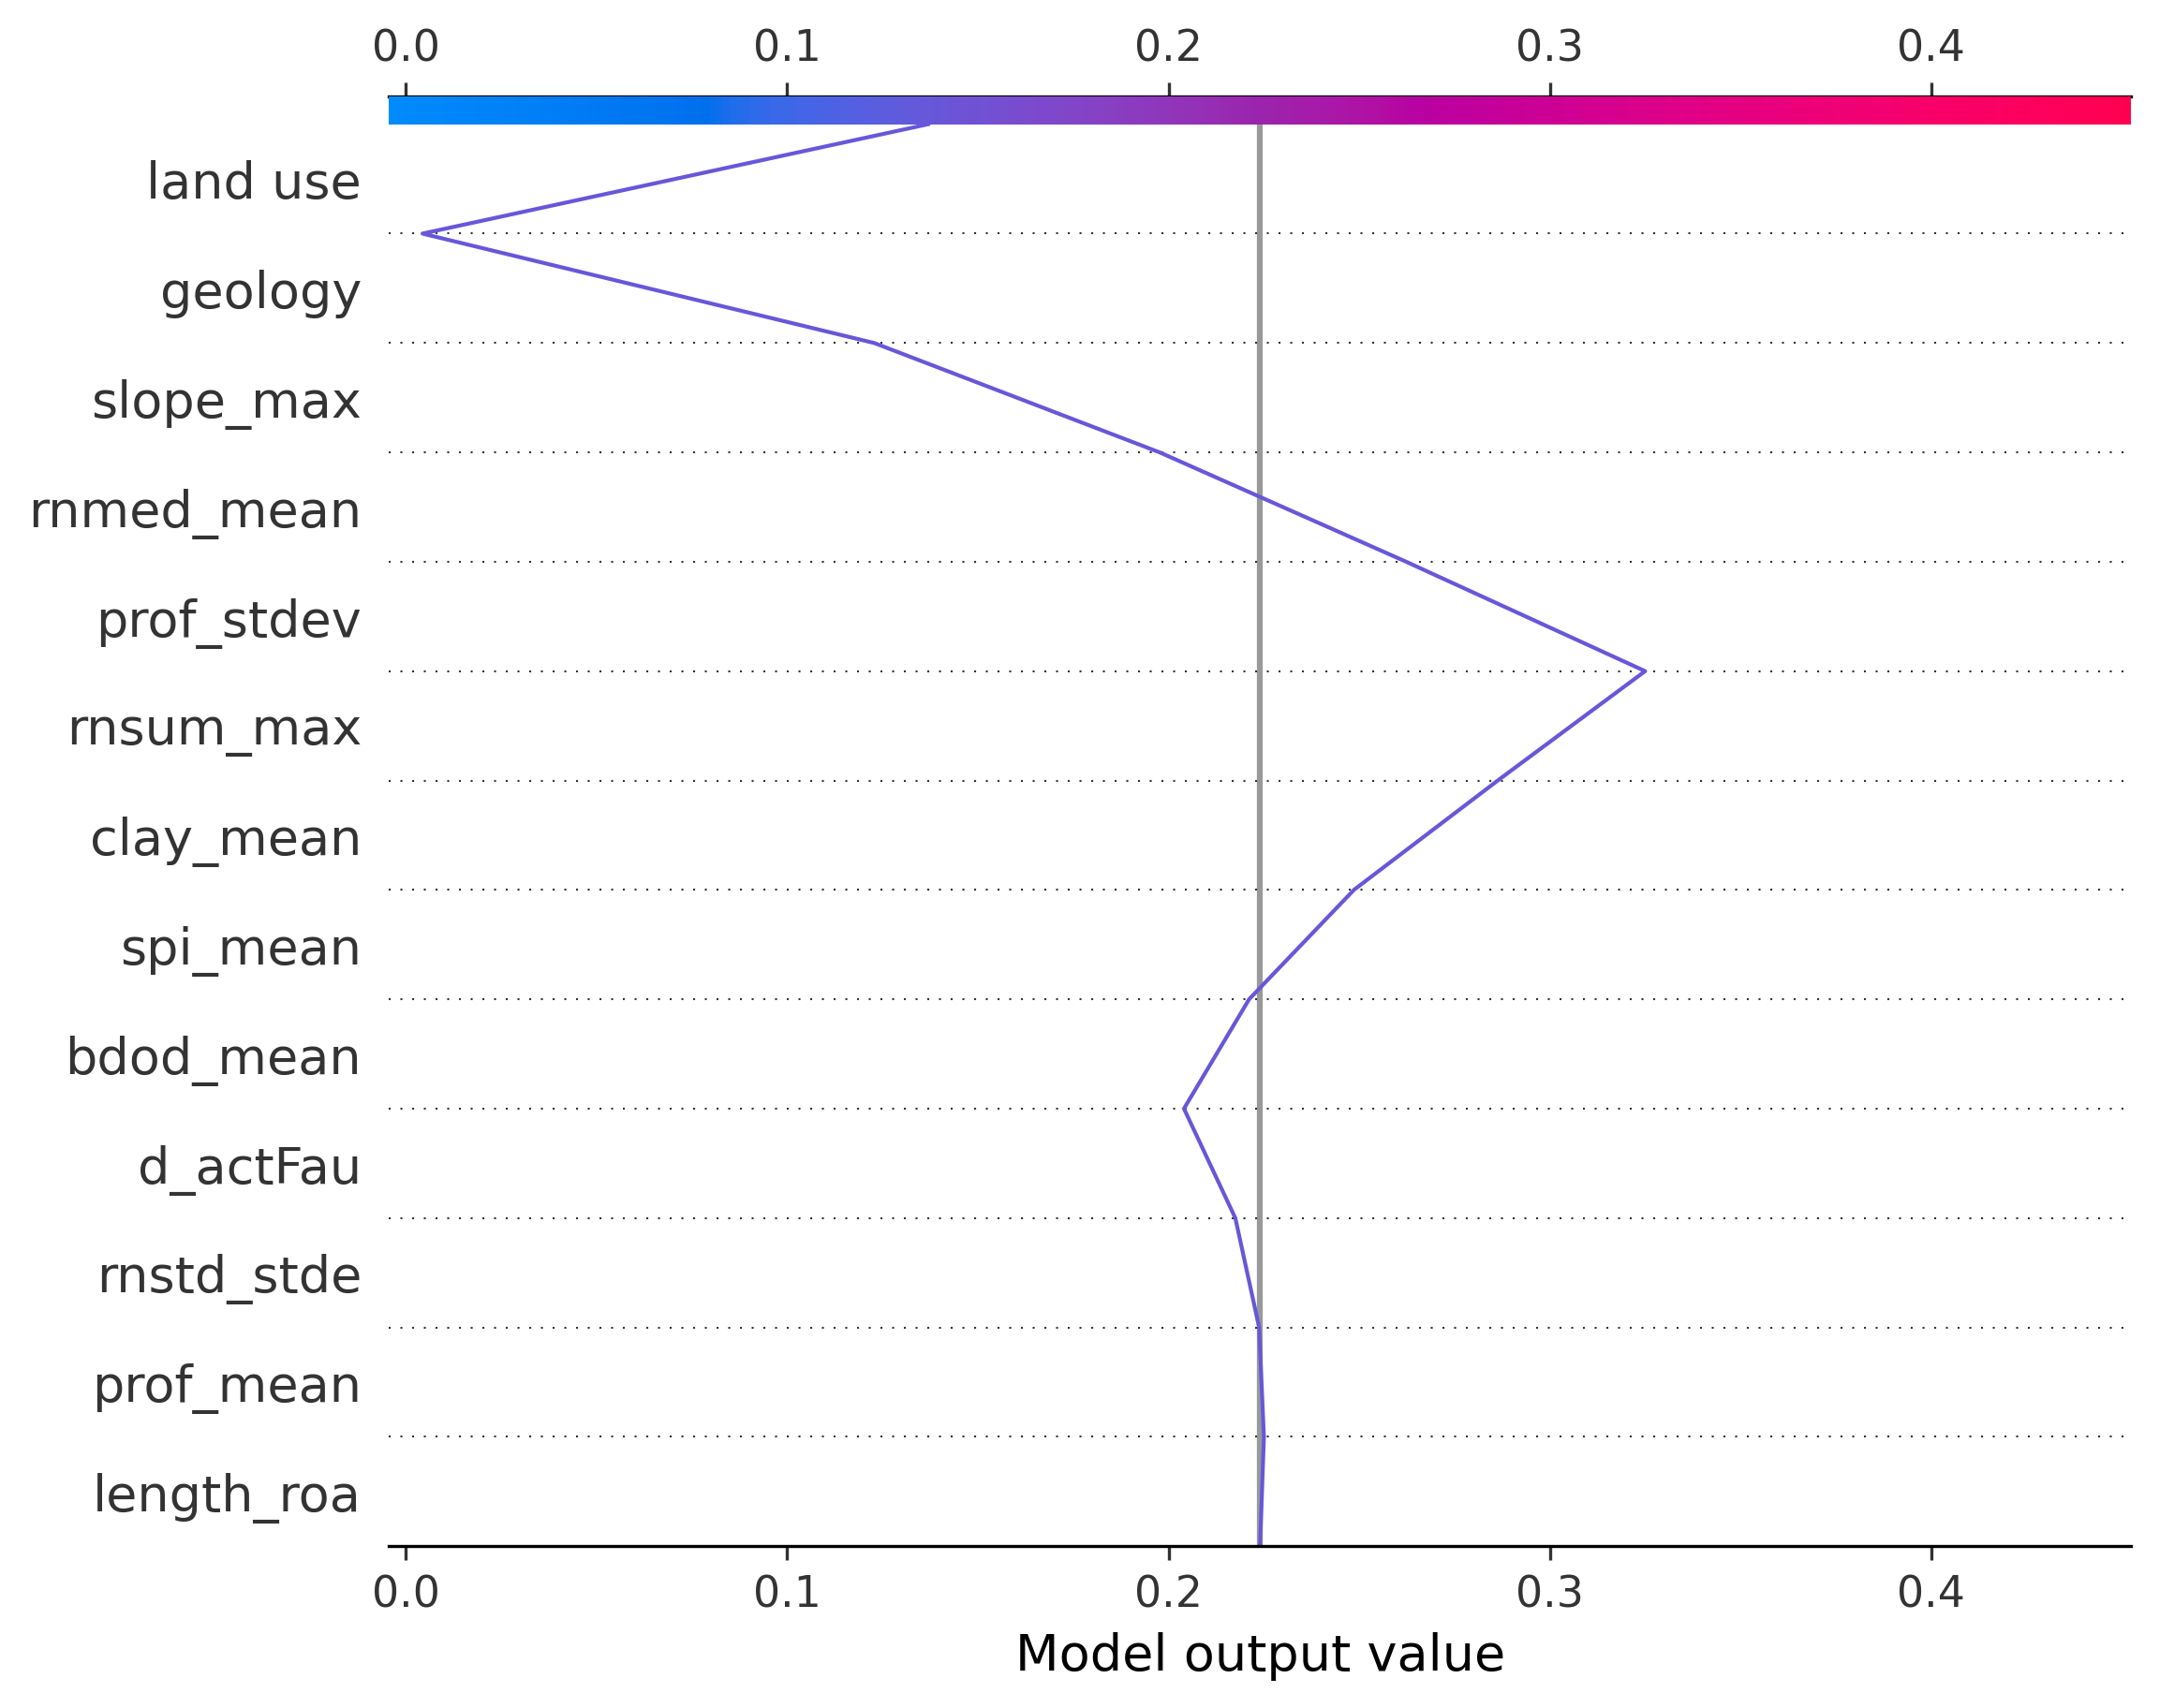 0.0 0.1 0.2 0.3 0.4
land use
geology
slope_max
rnmed_mean
prof_stdev
rnsum_max
clay_mean
spi_mean
bdod_mean
d_actFau
rnstd_stde
prof_mean
length_roa
0.0 0.1 0.2 0.3 0.4
Model output value